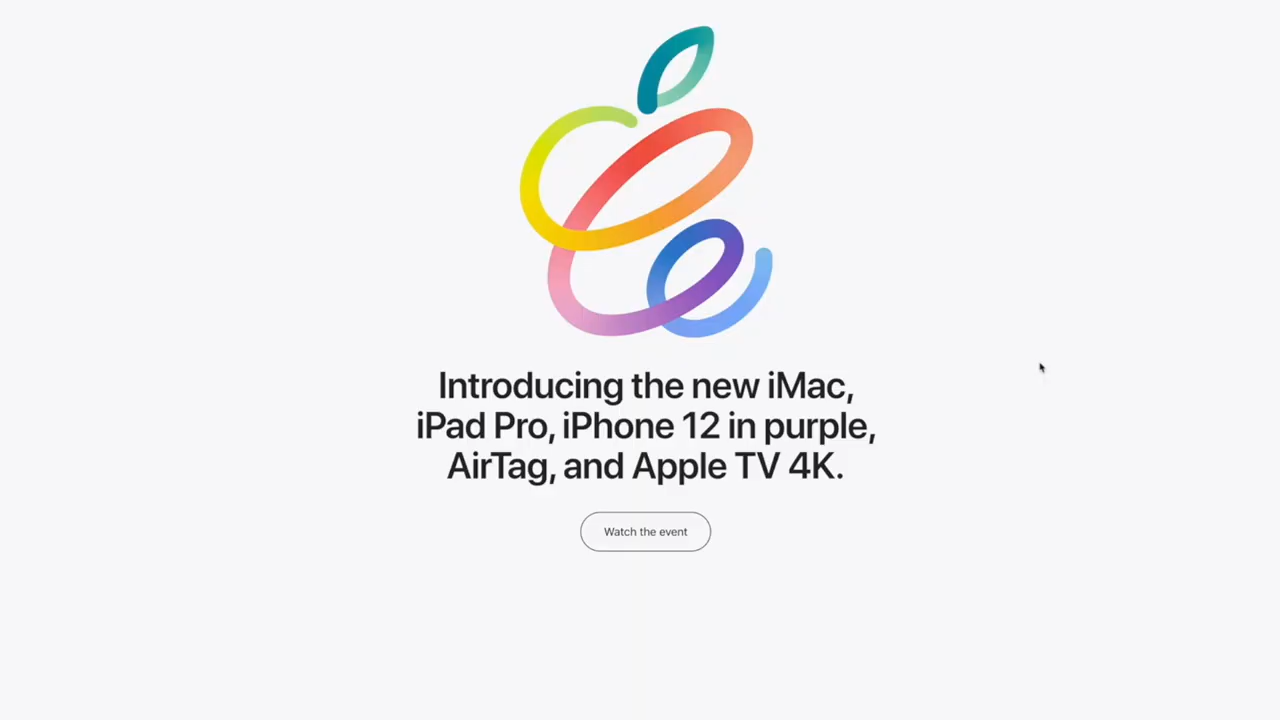 Introducing the new iMac,
iPad Pro, iPhone 12 in purple,
AirTag, and Apple TV 4K.
Watch the event